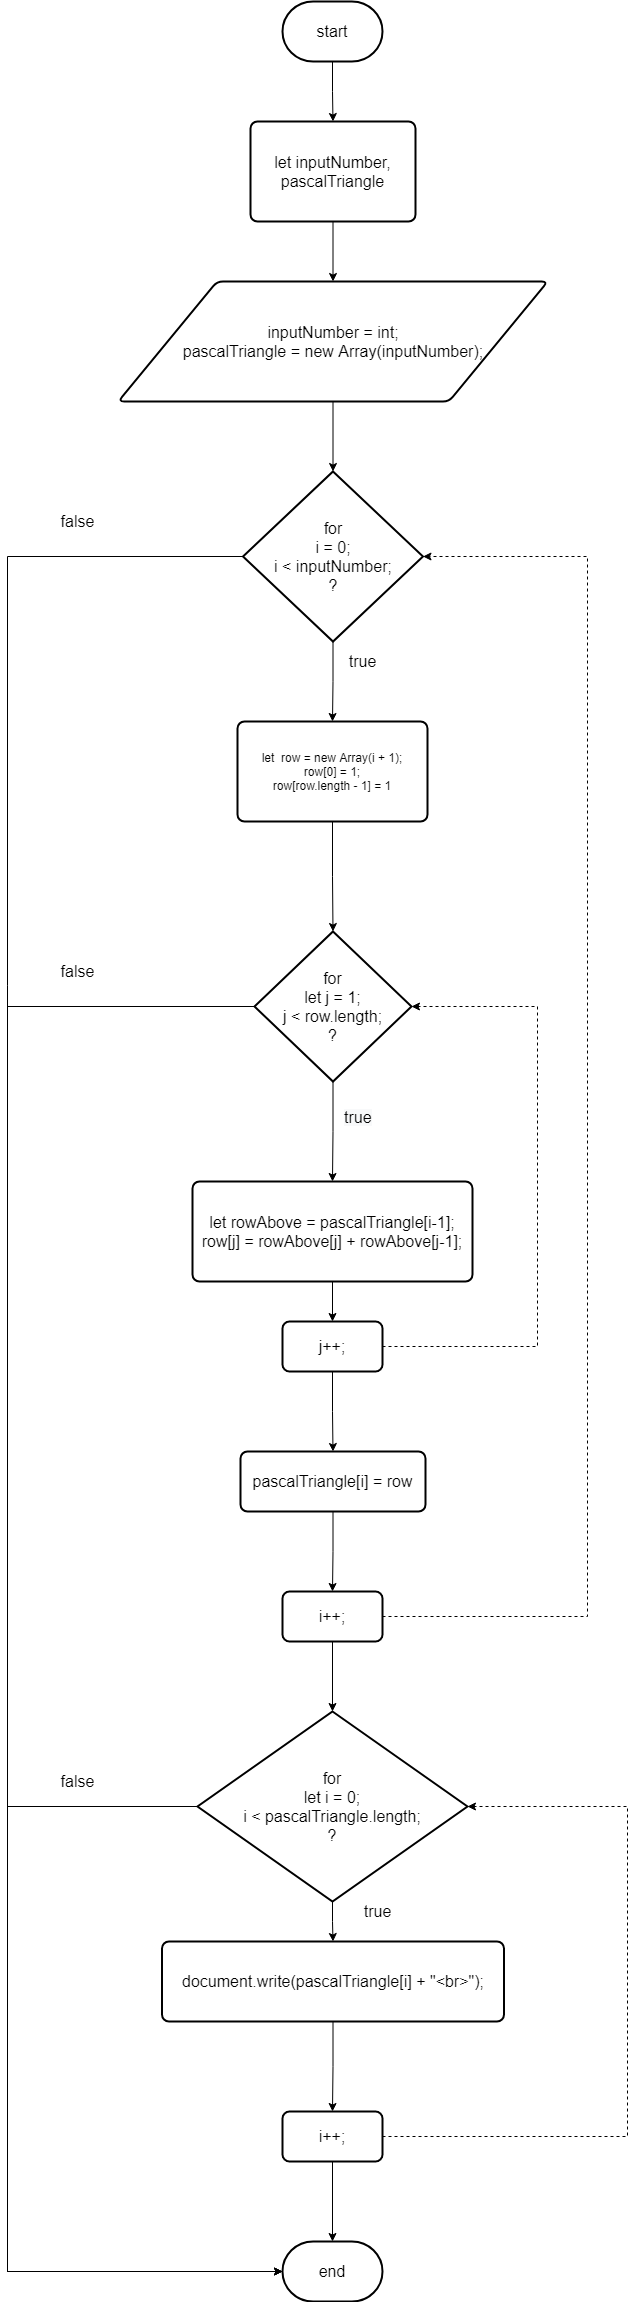 start
let inputNumber,
pascalTriangle
inputNumber = int;
pascalTriangle = new Array(inputNumber);
false
for
i = 0;
i < inputNumber;
?
true
let row = new Array(i + 1);
row[0] = 1;
row[row.length - 1] = 1
false
for
let j = 1;
j < row.length;
?
true
let rowAbove = pascalTriangle[i-1];
row[j] = rowAbove[j] + rowAbove[j-1];
j++;
pascalTriangle[i] = row
i++;
false
for
let i = 0;
i < pascalTriangle.length;
?
true
document.write(pascalTriangle[i] + "<br>");
i++;
end